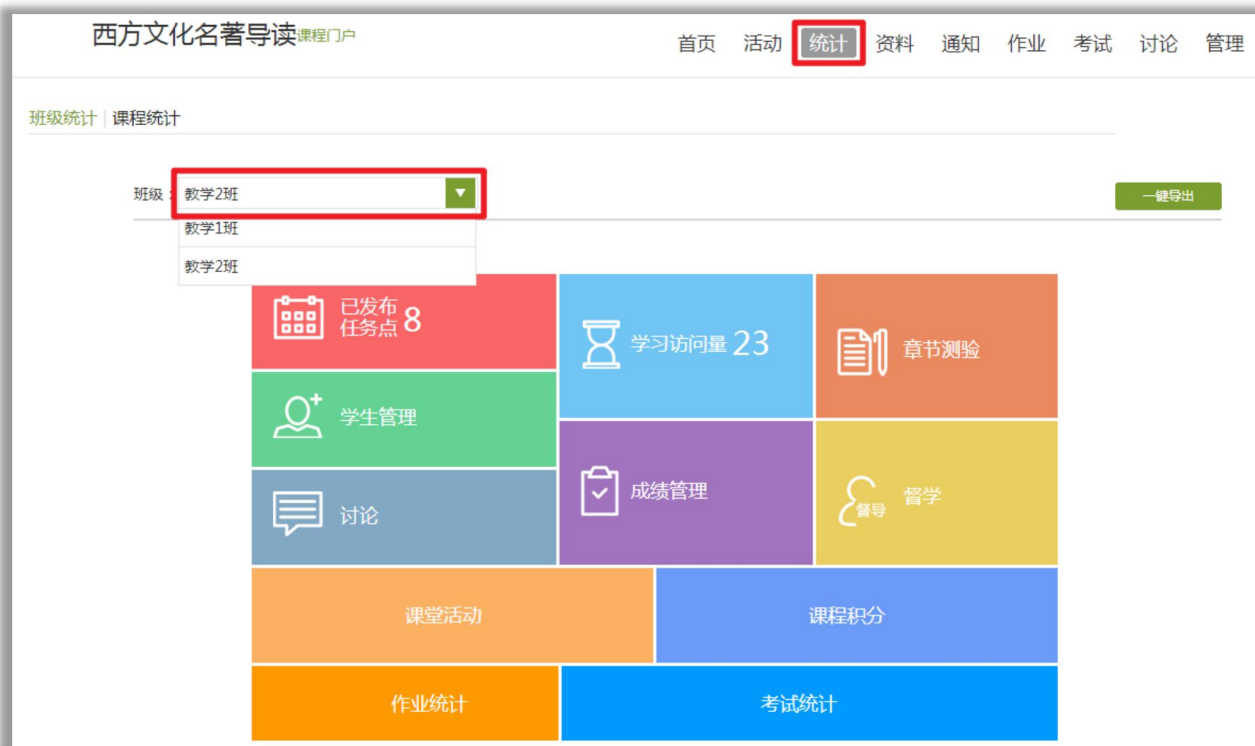 西方文化名著导读课程门户
首页 活动 统计 资料 通知 作业 考试 讨论 管理
班级统计|课程统计
班级：教学2班
一键导出
教学1班
教学2班
已发布
任务点 8
学习访问量 23
章节测验
学生管理
成绩管理
督导 督学
讨论
课堂活动
课程积分
作业统计
考试统计